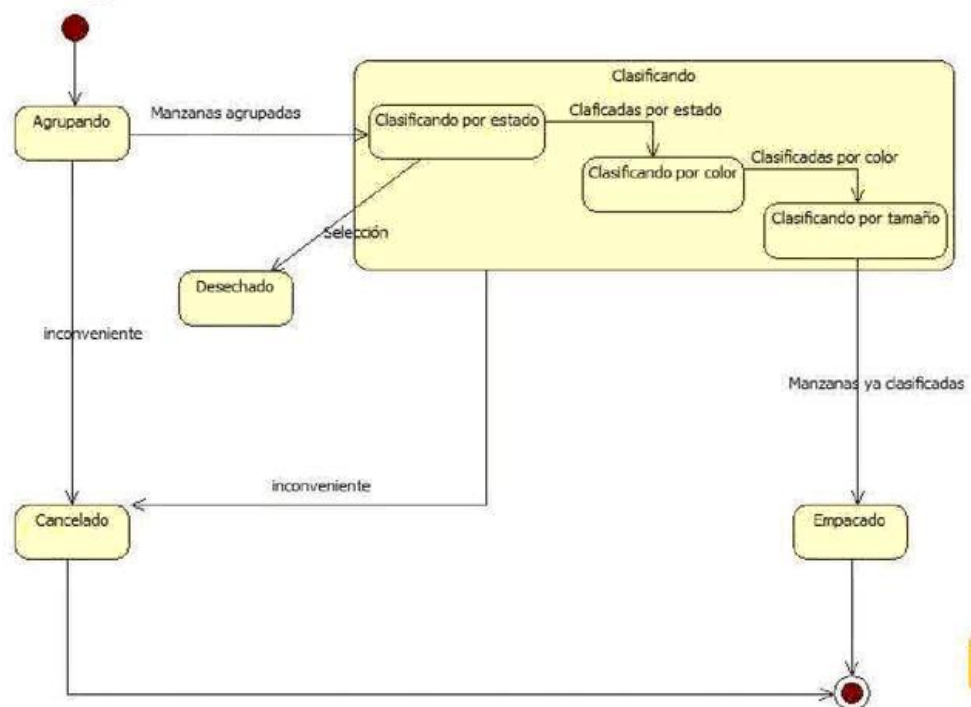 Clasificando
Agrupando
Manzanas agrupadas
Clasificando por estado
Claficadas por estado
Clasificando por color
Clasificadas por color
Clasificando por tamaño
Selección
Desechado
inconveniente
Manzanas ya clasificadas
inconveniente
Cancelado
Empacado